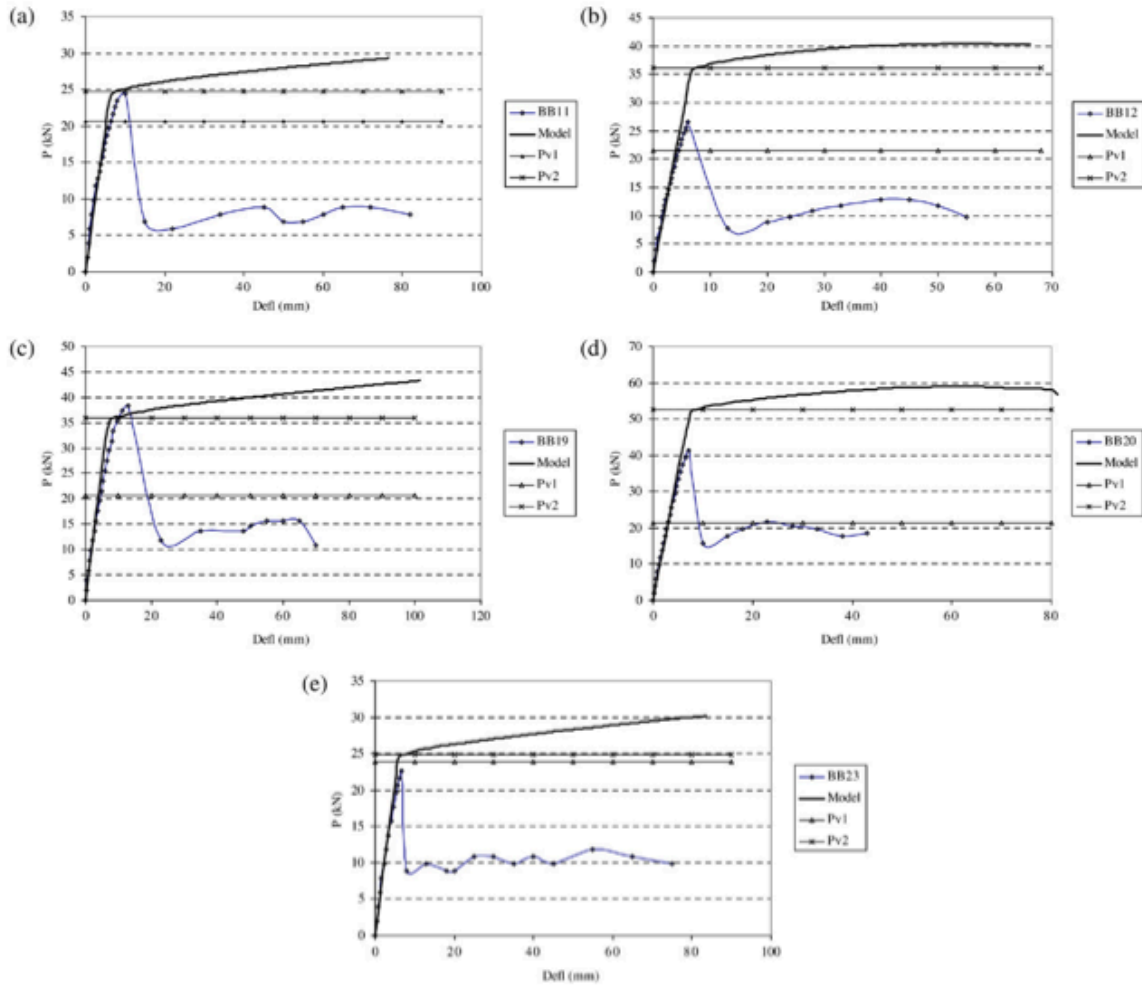 (a)
35
30
25
20
15
10
5
0
P (kN)
0 20 40 60 80 100
Defl (mm)
BB11
Model
Pv1
Pv2
(b)
45
40
35
30
25
20
15
10
5
0
P (kN)
0 10 20 30 40 50 60 70
Defl (mm)
BB12
Model
Pv1
Pv2
(c)
50
45
40
35
30
25
20
15
10
5
0
P (kN)
0 20 40 60 80 100 120
Defl (mm)
BB19
Model
Pv1
Pv2
(d)
70
60
50
40
30
20
10
0
P (kN)
0 20 40 60 80
Defl (mm)
BB20
Model
Pv1
Pv2
(e)
35
30
25
20
15
10
5
0
P (kN)
0 20 40 60 80 100
Defl (mm)
BB23
Model
Pv1
Pv2